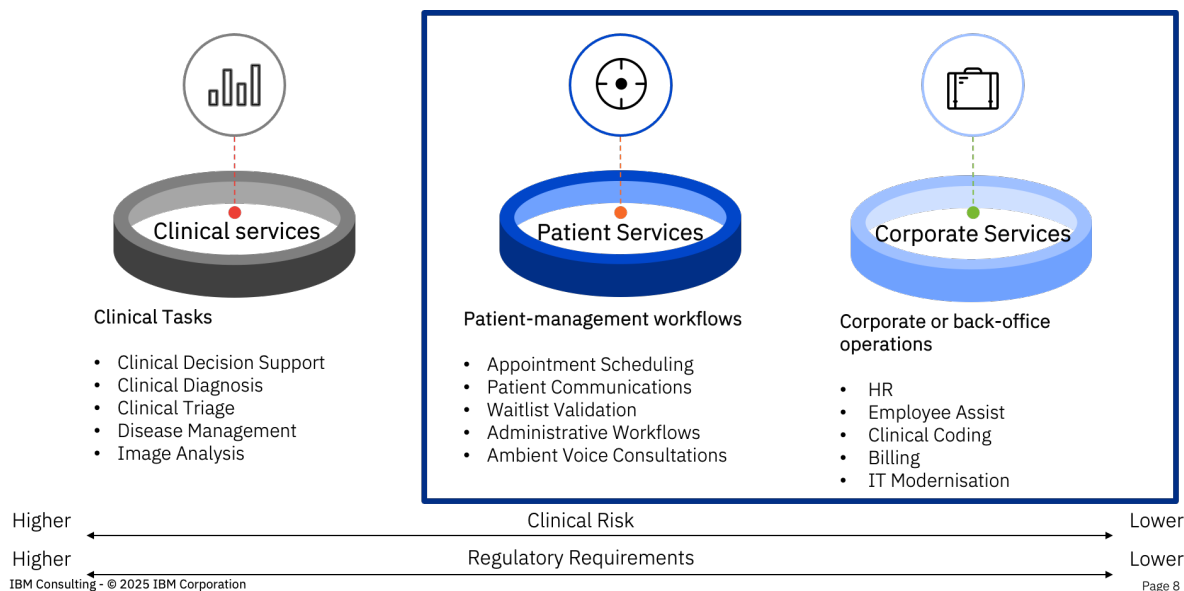 Clinical services
Clinical Tasks
• Clinical Decision Support
• Clinical Diagnosis
• Clinical Triage
• Disease Management
• Image Analysis
Patient Services
Patient-management workflows
• Appointment Scheduling
• Patient Communications
• Waitlist Validation
• Administrative Workflows
• Ambient Voice Consultations
Corporate Services
Corporate or back-office
operations
• HR
• Employee Assist
• Clinical Coding
• Billing
• IT Modernisation
Higher Clinical Risk Lower
Higher Regulatory Requirements Lower
IBM Consulting - © 2025 IBM Corporation
Page 8